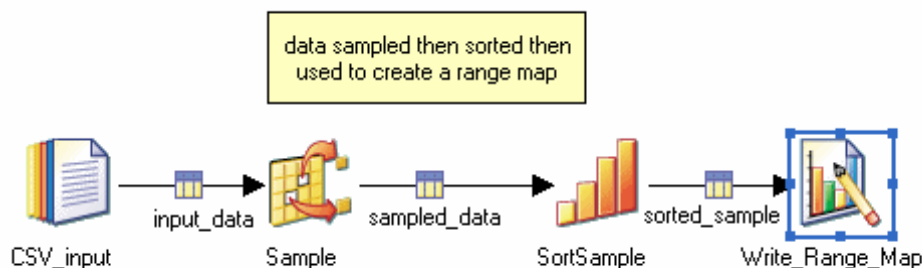 data sampled then sorted then
used to create a range map
input_data
sampled_data
sorted_sample
CSV_input
Sample
SortSample
Write_Range_Map